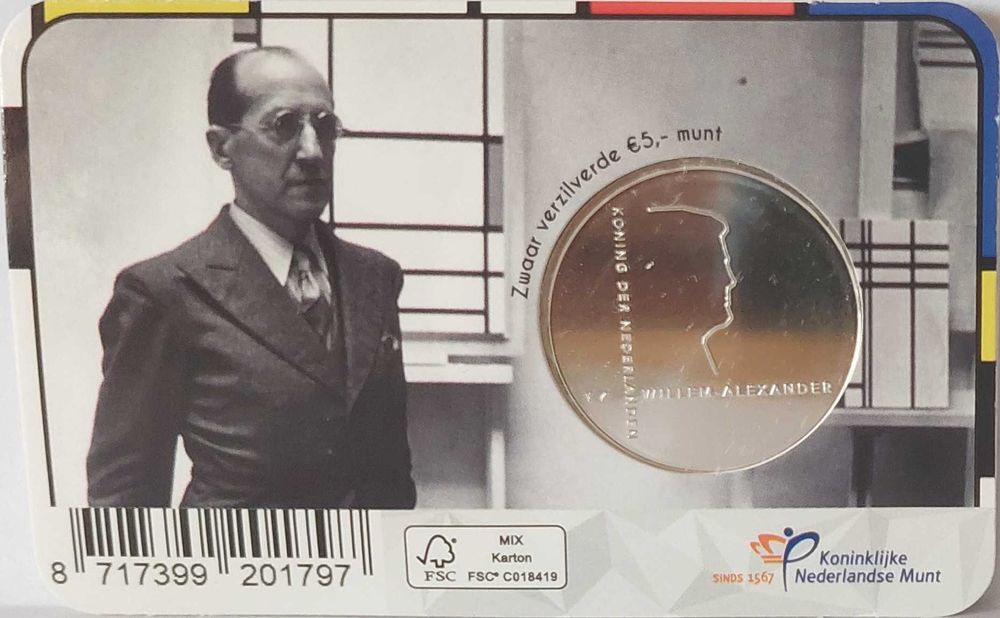 Zwaar verzilverde €5,- munt
KONING DER NEDERLANDEN
WILLEM-ALEXANDER
8 717399 201797
FSC
MIX
Karton
FSC® C018419
SINDS 1567
Koninklijke
Nederlandse Munt